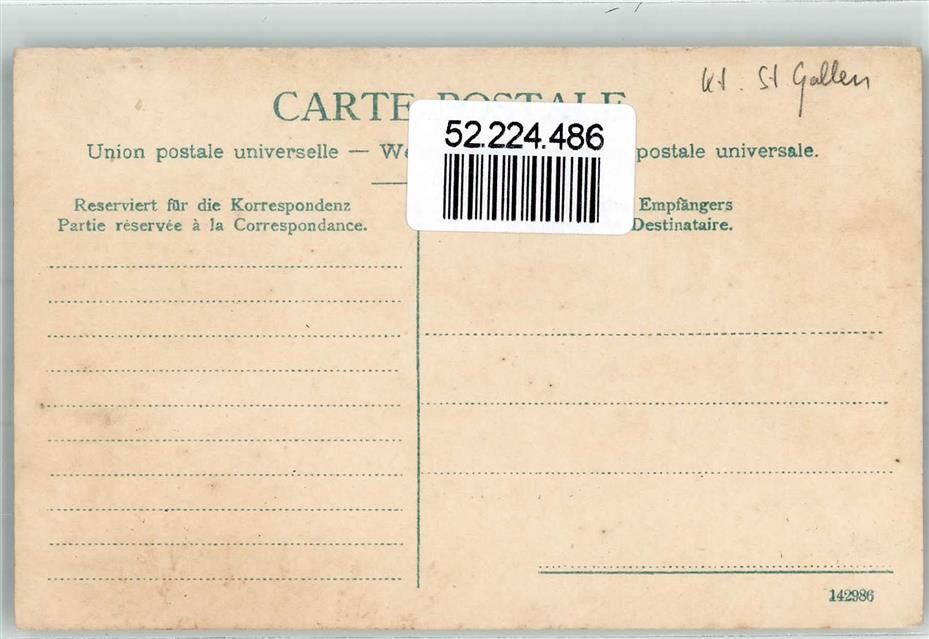 Kt. St Gallen
CARTE POSTALE
52.224.486
Union postale universelle — We postale universale.
Reserviert für die Korrespondenz
Partie réservée à la Correspondance.
Empfängers
Destinataire.
142986